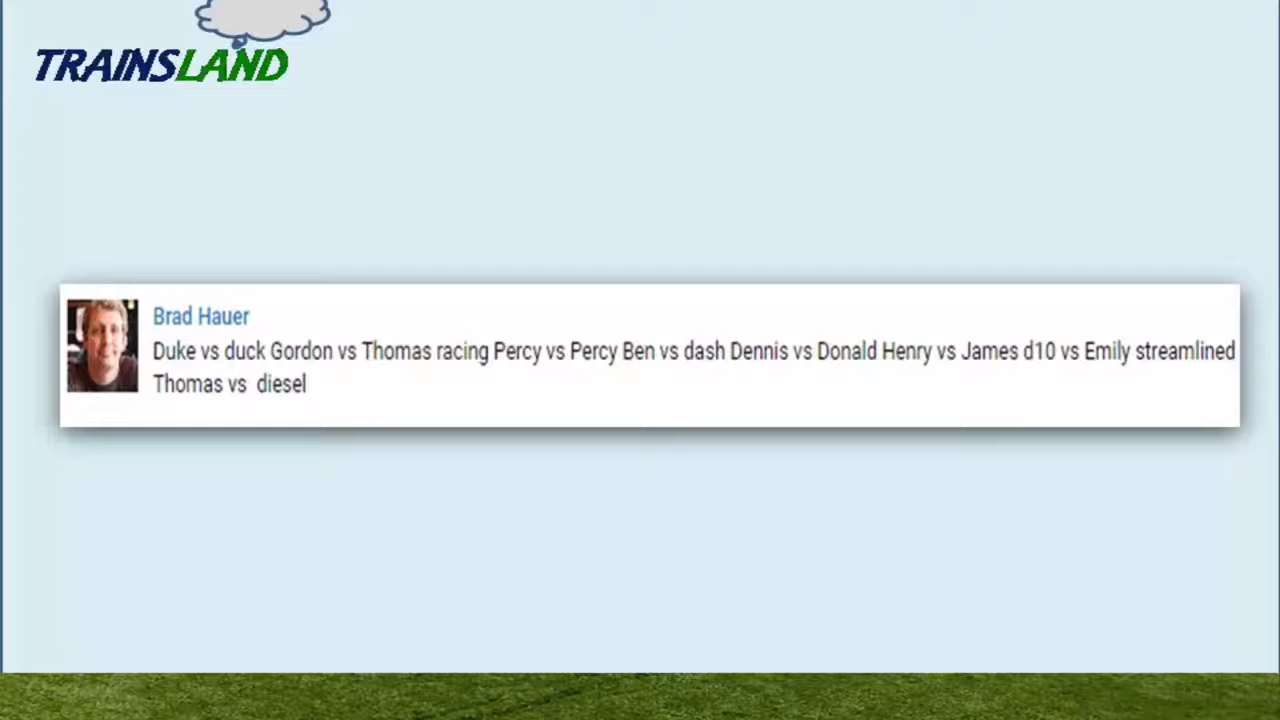 TRAINSLAND
Brad Hauer
Duke vs duck Gordon vs Thomas racing Percy vs Percy Ben vs dash Dennis vs Donald Henry vs James d10 vs Emily streamlined
Thomas vs  diesel